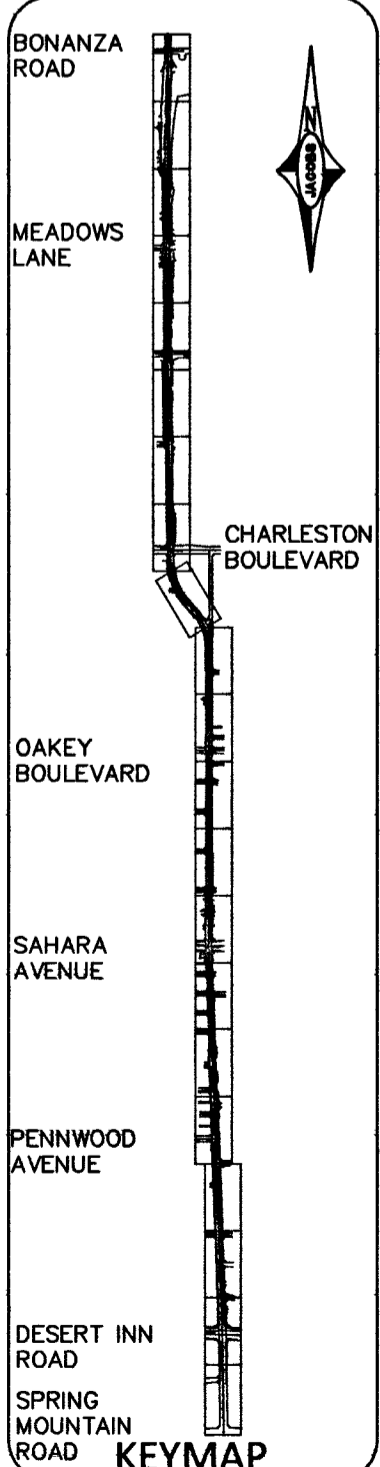 BONANZA
ROAD
N
JACOBS
MEADOWS
LANE
CHARLESTON
BOULEVARD
OAKEY
BOULEVARD
SAHARA
AVENUE
PENNWOOD
AVENUE
DESERT INN
ROAD
SPRING
MOUNTAIN
ROAD
KEYMAP